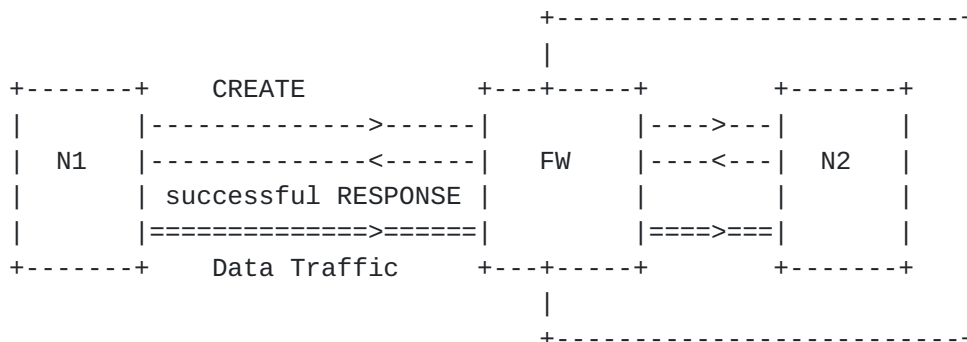 CREATE
N1 FW N2
successful RESPONSE
Data Traffic